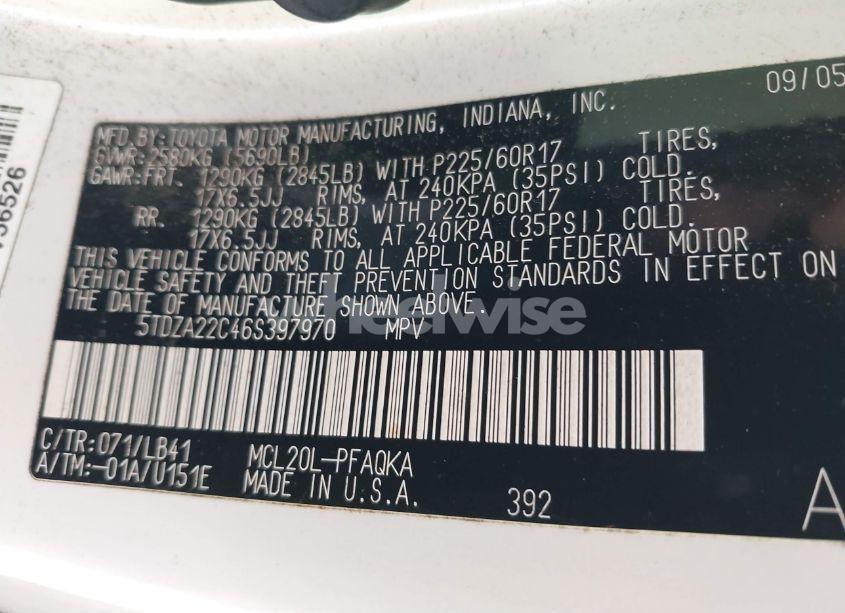 09/05
MFD. BY: TOYOTA MOTOR MANUFACTURING, INDIANA, INC.
GVWR: 2580KG (5690LB)
GAWR: FRT. 1290KG (2845LB) WITH P225/60R17 TIRES,
17X6.5JJ RIMS, AT 240KPA (35PSI) COLD.
RR. 1290KG (2845LB) WITH P225/60R17 TIRES,
17X6.5JJ RIMS, AT 240KPA (35PSI) COLD.
THIS VEHICLE CONFORMS TO ALL APPLICABLE FEDERAL MOTOR
VEHICLE SAFETY AND THEFT PREVENTION STANDARDS IN EFFECT ON
THE DATE OF MANUFACTURE SHOWN ABOVE.
5TDZA22C46S397970 MPV
C/TR: 071/LB41 MCL20L-PFAQKA
A/TM: -01A/U151E MADE IN U.S.A. 392
A
36526
heelwise